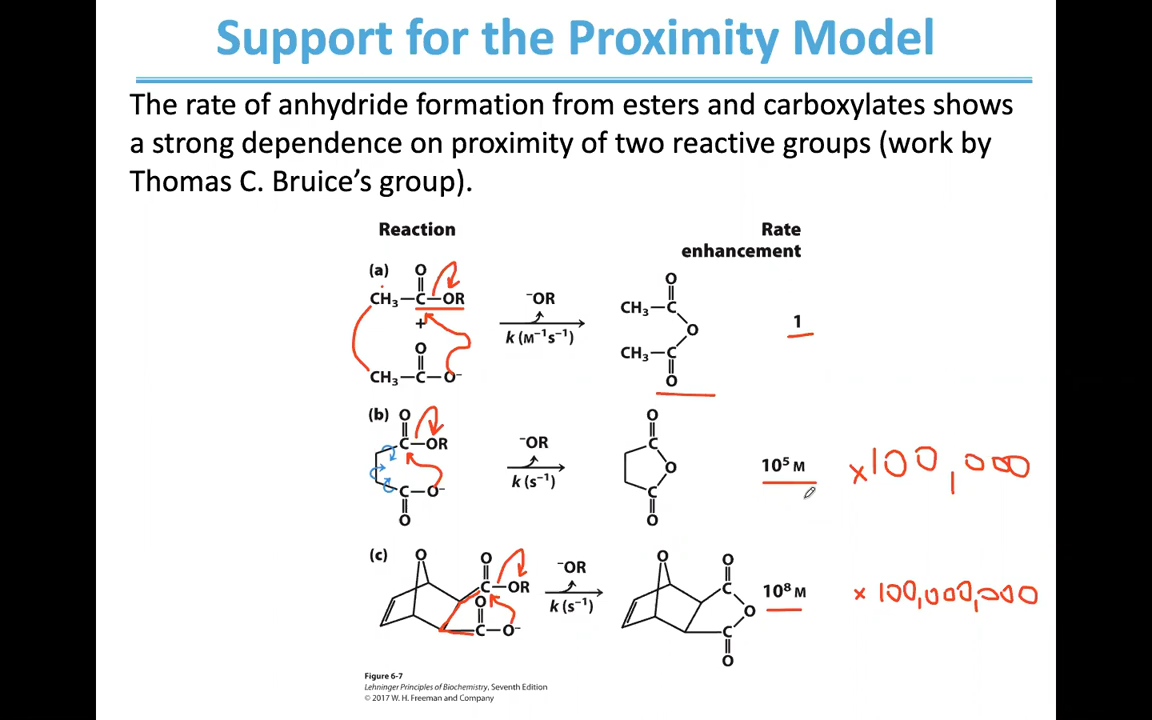 Support for the Proximity Model
The rate of anhydride formation from esters and carboxylates shows
a strong dependence on proximity of two reactive groups (work by
Thomas C. Bruice’s group).
Reaction
Rate
enhancement
(a)
O
CH₃—C—OR
+
O
CH₃—C—O⁻
⁻OR
k (M⁻¹s⁻¹)
O
CH₃—C
O
CH₃—C
O
1
(b)
O
C—OR
C—O⁻
O
⁻OR
k (s⁻¹)
O
C
O
C
O
10⁵ M
×100,000
(c)
O
O
C—OR
O
C—O⁻
⁻OR
k (s⁻¹)
O
O
C
O
C
O
10⁸ M
× 100,000,000
Figure 6-7
Lehninger Principles of Biochemistry, Seventh Edition
© 2017 W. H. Freeman and Company